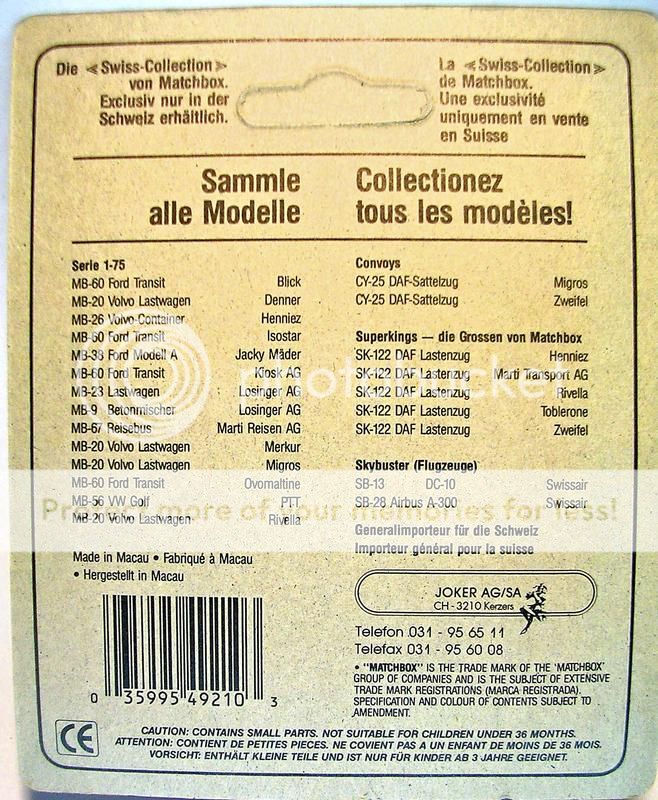 Die «Swiss-Collection»
von Matchbox.
Exclusiv nur in der
Schweiz erhältlich.
La «Swiss-Collection»
de Matchbox.
Une exclusivité
uniquement en vente
en Suisse
Sammle
alle Modelle
Collectionez
tous les modèles!
Serie 1-75
MB-60 Ford Transit Blick
MB-20 Volvo Lastwagen Denner
MB-26 Volvo-Container Henniez
MB-60 Ford Transit Isostar
MB-38 Ford Modell A Jacky Mäder
MB-60 Ford Transit Kiosk AG
MB-23 Lastwagen Losinger AG
MB-9 Betonmischer Losinger AG
MB-67 Reisebus Marti Reisen AG
MB-20 Volvo Lastwagen Merkur
MB-20 Volvo Lastwagen Migros
MB-60 Ford Transit Ovomaltine
MB-56 VW Golf PTT
MB-20 Volvo Lastwagen Rivella
Convoys
CY-25 DAF-Sattelzug Migros
CY-25 DAF-Sattelzug Zweifel
Superkings — die Grossen von Matchbox
SK-122 DAF Lastenzug Henniez
SK-122 DAF Lastenzug Marti Transport AG
SK-122 DAF Lastenzug Rivella
SK-122 DAF Lastenzug Toblerone
SK-122 DAF Lastenzug Zweifel
Skybuster (Flugzeuge)
SB-13 DC-10 Swissair
SB-28 Airbus A-300 Swissair
Generalimporteur für die Schweiz
Importeur général pour la suisse
photobucket
Protect more of your memories for less!
Made in Macau • Fabriqué à Macau
• Hergestellt in Macau
0 35995 49210 3
JOKER AG/SA
CH - 3210 Kerzers
Telefon 031 - 95 65 11
Telefax 031 - 95 60 08
• "MATCHBOX" IS THE TRADE MARK OF THE 'MATCHBOX'
GROUP OF COMPANIES AND IS THE SUBJECT OF EXTENSIVE
TRADE MARK REGISTRATIONS (MARCA REGISTRADA).
SPECIFICATION AND COLOUR OF CONTENTS SUBJECT TO
AMENDMENT.
CE
CAUTION: CONTAINS SMALL PARTS. NOT SUITABLE FOR CHILDREN UNDER 36 MONTHS.
ATTENTION: CONTIENT DE PETITES PIECES. NE COVIENT PAS A UN ENFANT DE MOINS DE 36 MOIS.
VORSICHT: ENTHÄLT KLEINE TEILE UND IST NUR FÜR KINDER AB 3 JAHRE GEEIGNET.